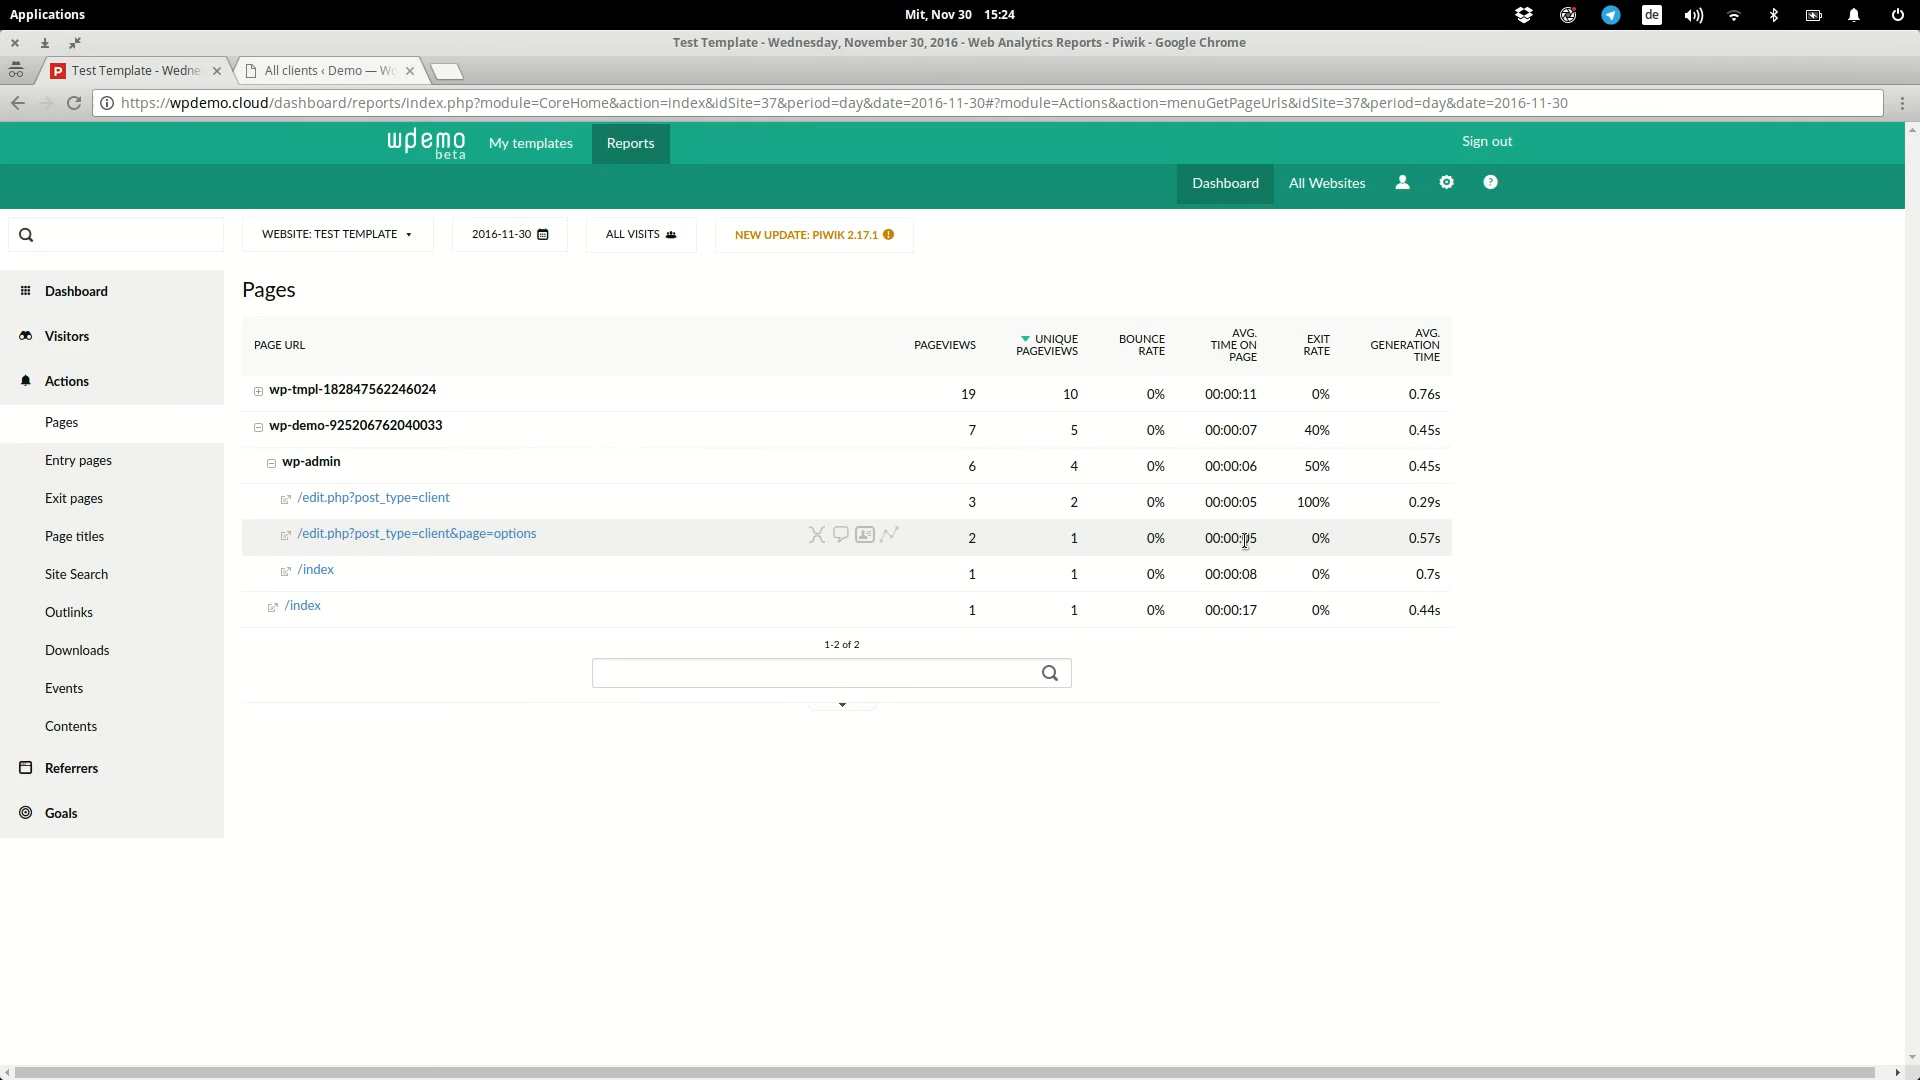 Applications
Mit, Nov 30 15:24
de
Test Template - Wednesday, November 30, 2016 - Web Analytics Reports - Piwik - Google Chrome
Test Template - Wedne
All clients ‹ Demo — Wo
https://wpdemo.cloud/dashboard/reports/index.php?module=CoreHome&action=index&idSite=37&period=day&date=2016-11-30#?module=Actions&action=menuGetPageUrls&idSite=37&period=day&date=2016-11-30
wpdemo beta
My templates
Reports
Sign out
Dashboard
All Websites
WEBSITE: TEST TEMPLATE
2016-11-30
ALL VISITS
NEW UPDATE: PIWIK 2.17.1
Dashboard
Visitors
Actions
Pages
Entry pages
Exit pages
Page titles
Site Search
Outlinks
Downloads
Events
Contents
Referrers
Goals
Pages
PAGE URL PAGEVIEWS UNIQUE PAGEVIEWS BOUNCE RATE AVG. TIME ON PAGE EXIT RATE AVG. GENERATION TIME
wp-tmpl-182847562246024 19 10 0% 00:00:11 0% 0.76s
wp-demo-925206762040033 7 5 0% 00:00:07 40% 0.45s
wp-admin 6 4 0% 00:00:06 50% 0.45s
/edit.php?post_type=client 3 2 0% 00:00:05 100% 0.29s
/edit.php?post_type=client&page=options 2 1 0% 00:00:05 0% 0.57s
/index 1 1 0% 00:00:08 0% 0.7s
/index 1 1 0% 00:00:17 0% 0.44s
1-2 of 2